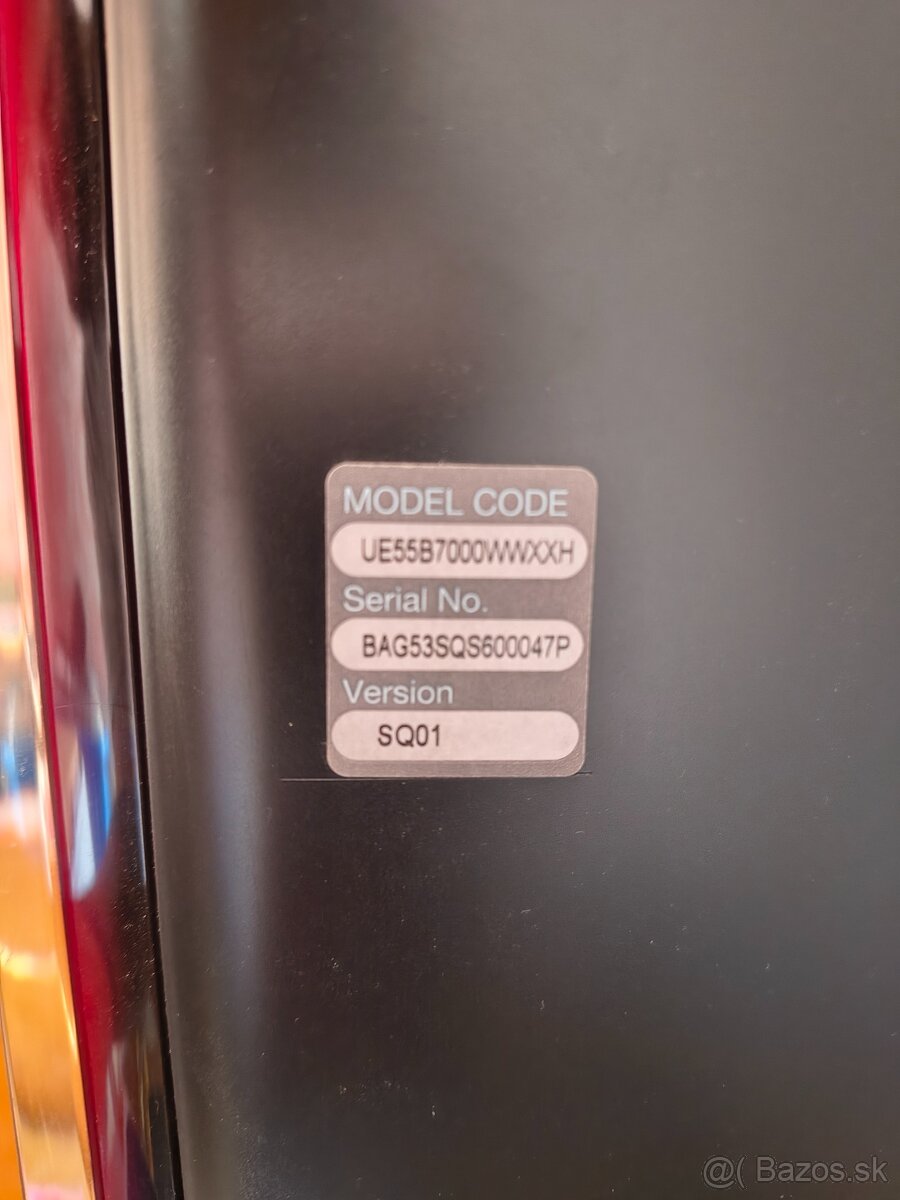 MODEL CODE
UE55B7000WWXXH
Serial No.
BAG53SQS600047P
Version
SQ01
@( Bazos.sk